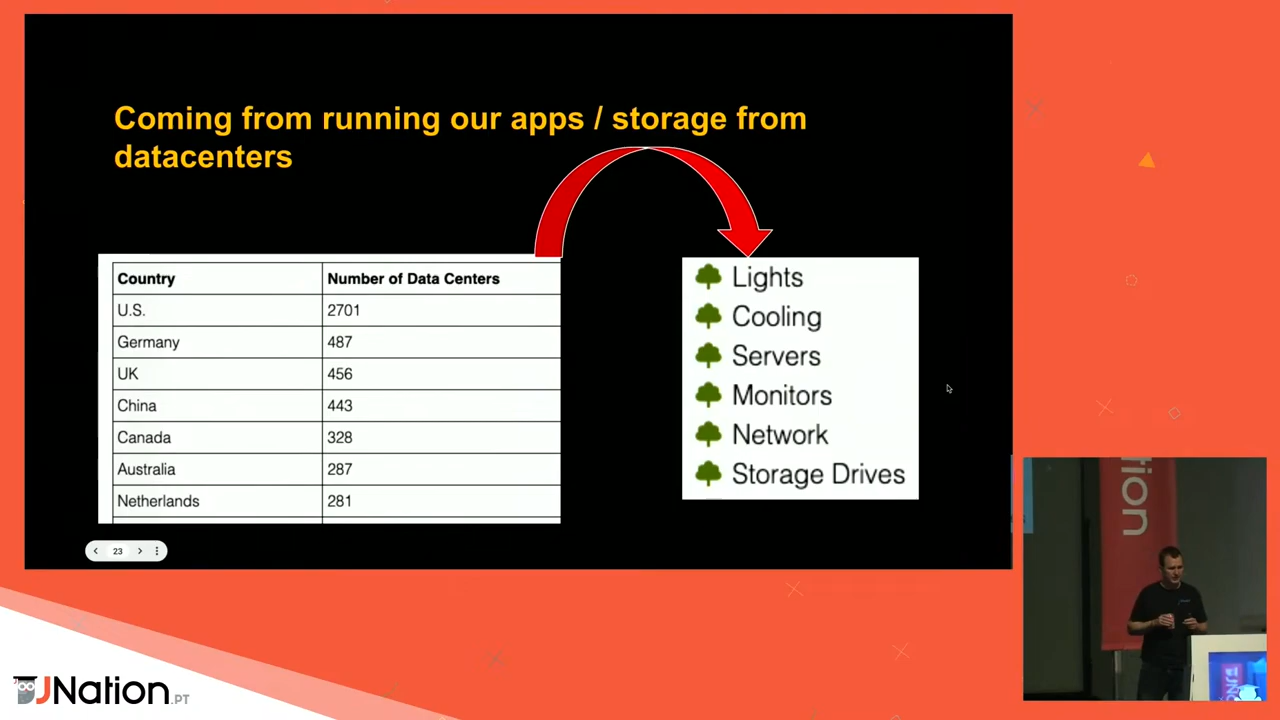 Coming from running our apps / storage from
datacenters
Country Number of Data Centers
U.S. 2701
Germany 487
UK 456
China 443
Canada 328
Australia 287
Netherlands 281
Lights
Cooling
Servers
Monitors
Network
Storage Drives
23
JNation.PT
ation